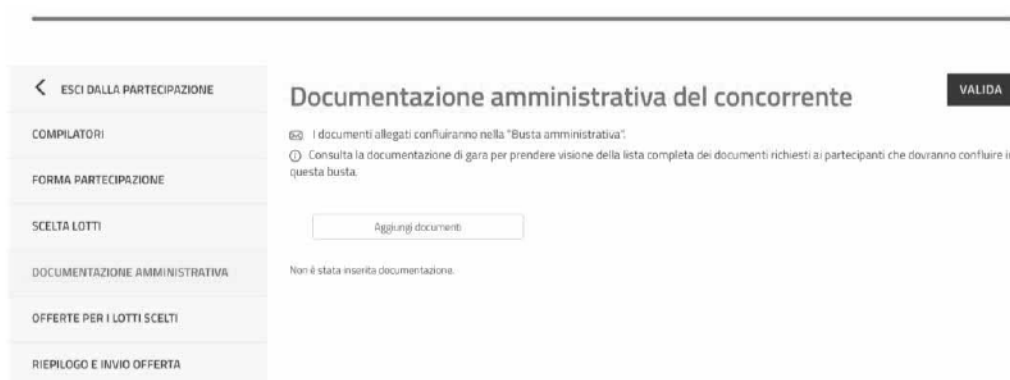 ESCI DALLA PARTECIPAZIONE
COMPILATORI
FORMA PARTECIPAZIONE
SCELTA LOTTI
DOCUMENTAZIONE AMMINISTRATIVA
OFFERTE PER I LOTTI SCELTI
RIEPILOGO E INVIO OFFERTA
Documentazione amministrativa del concorrente
VALIDA
I documenti allegati confluiranno nella "Busta amministrativa".
Consulta la documentazione di gara per prendere visione della lista completa dei documenti richiesti ai partecipanti che dovranno confluire in
questa busta.
Aggiungi documenti
Non è stata inserita documentazione.